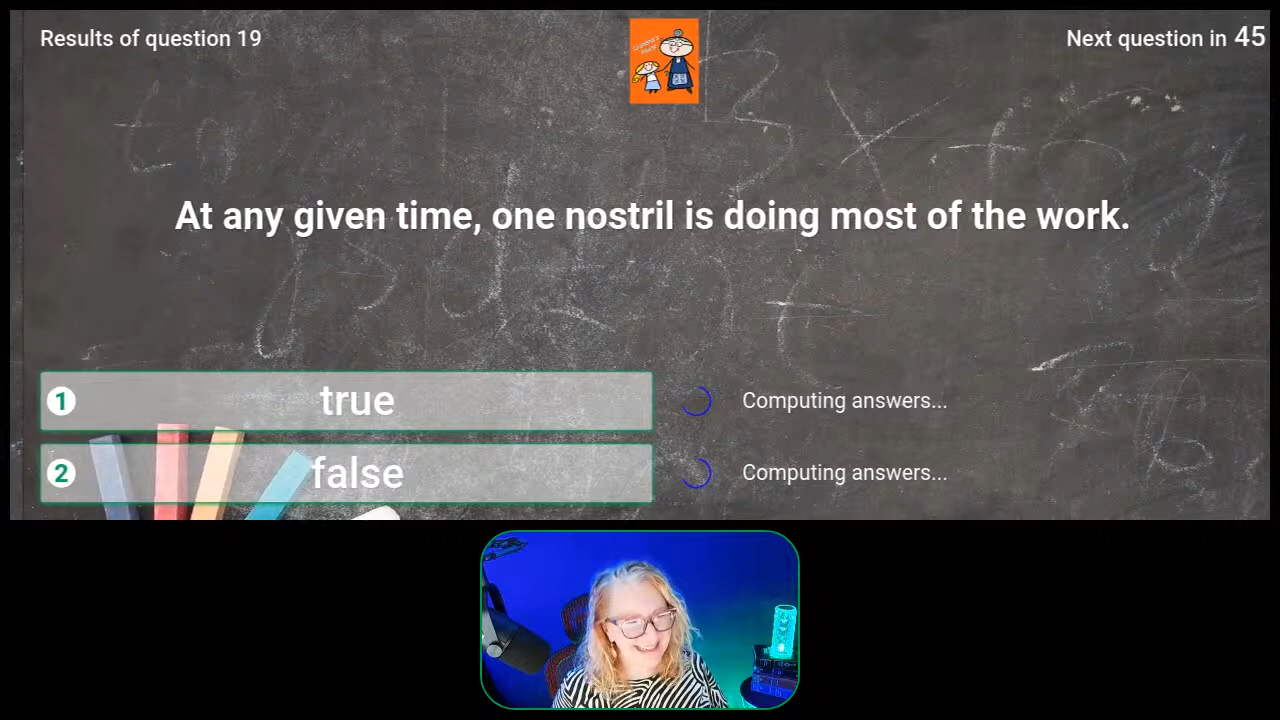 Results of question 19
Next question in 45
At any given time, one nostril is doing most of the work.
1 true
Computing answers...
2 false
Computing answers...